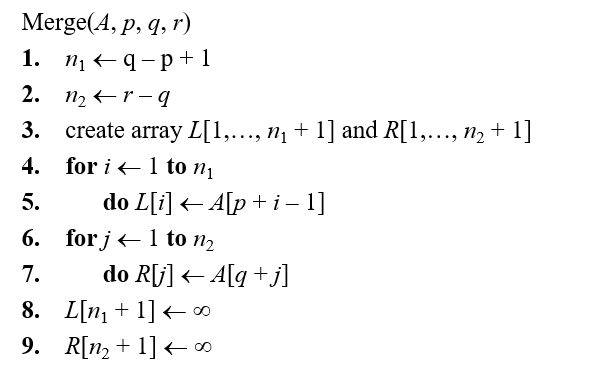 Merge(A, p, q, r)
1. n₁ ← q – p + 1
2. n₂ ← r – q
3. create array L[1,…, n₁ + 1] and R[1,…, n₂ + 1]
4. for i ← 1 to n₁
5. do L[i] ← A[p + i – 1]
6. for j ← 1 to n₂
7. do R[j] ← A[q +j]
8. L[n₁ + 1] ← ∞
9. R[n₂ + 1] ← ∞